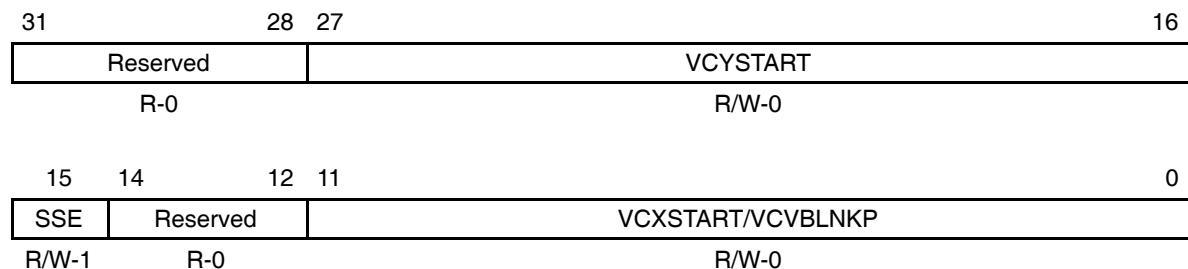 31 28 27 16
Reserved VCYSTART
R-0 R/W-0
15 14 12 11 0
SSE Reserved VCXSTART/VCVBLNKP
R/W-1 R-0 R/W-0